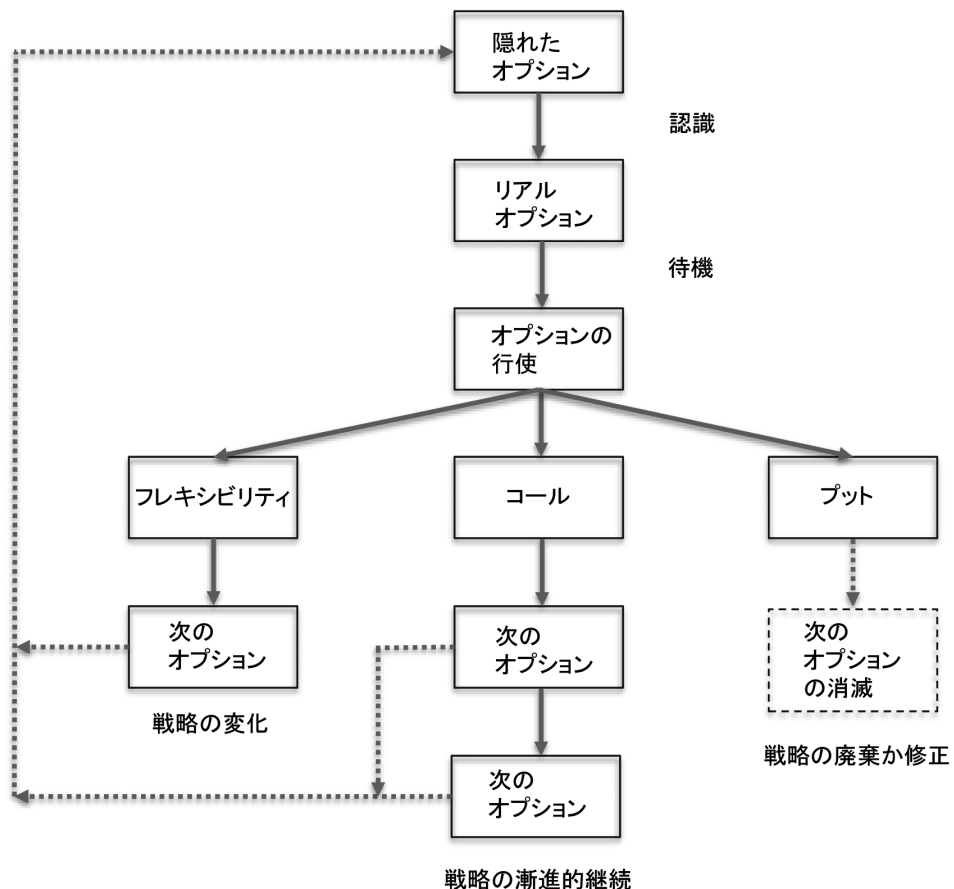 隠れた
オプション
認識
リアル
オプション
待機
オプションの
行使
フレキシビリティ
コール
プット
次の
オプション
次の
オプション
次の
オプション
の消滅
戦略の変化
戦略の廃棄か修正
次の
オプション
戦略の漸進的継続